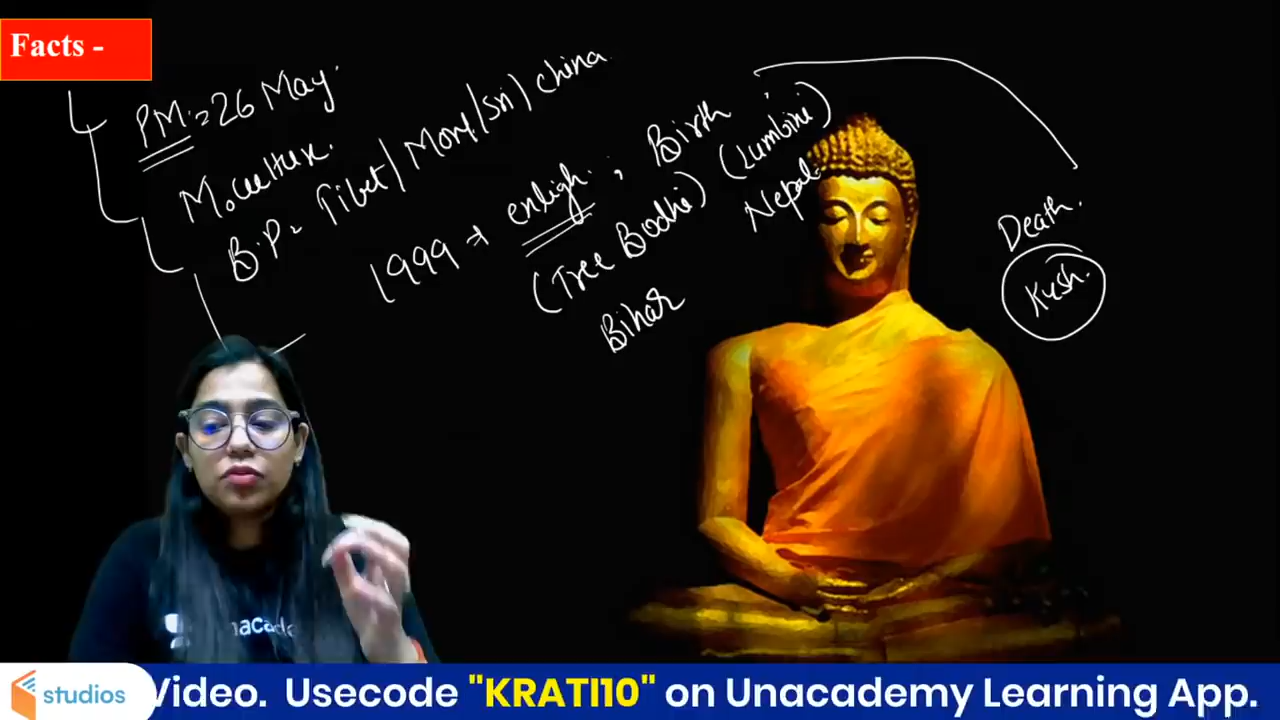 Facts -
PM = 26 May.
M.culture.
B.P = Tibet / Mon / Sri / China
1999 → enligh. ; Birth ;
(Tree Bodhi) (Lumbini)
Bihar
Nepal.
Death.
Kush.
studios
Video. Usecode "KRATI10" on Unacademy Learning App.